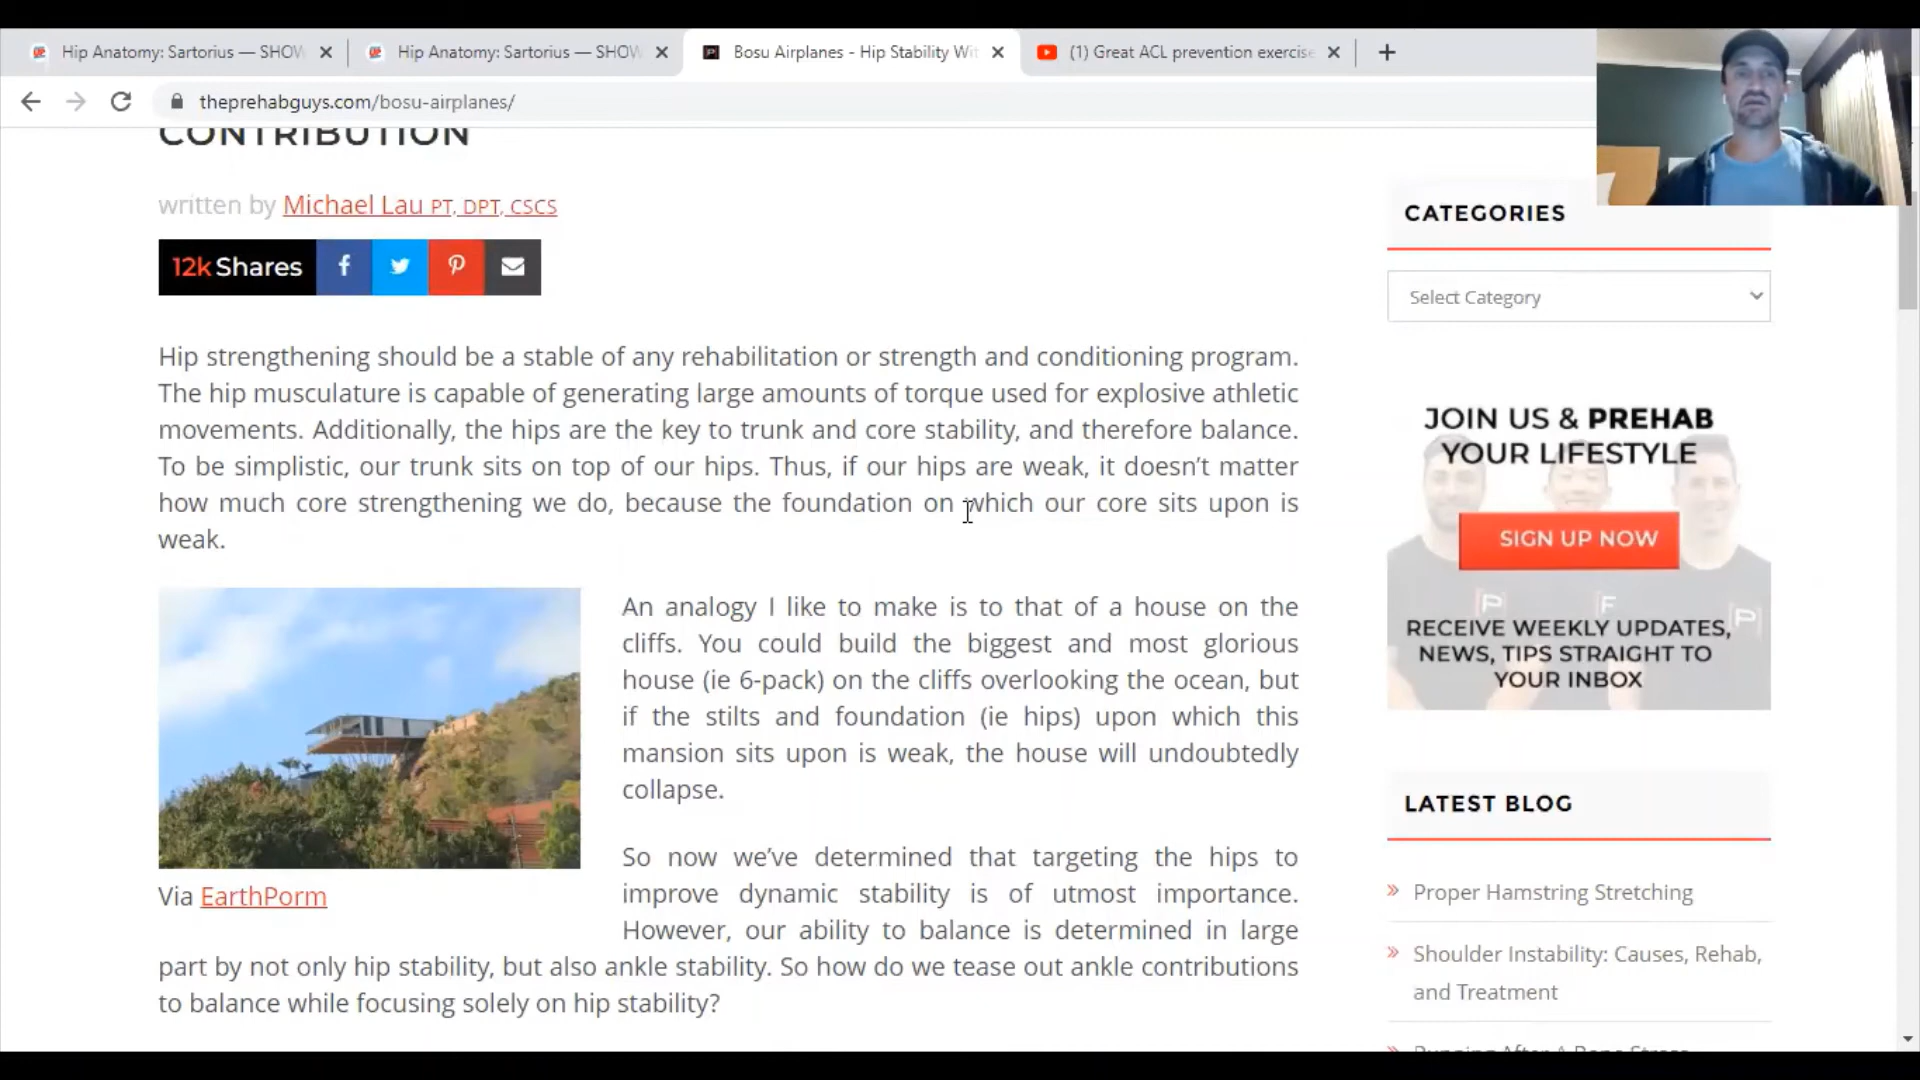 Hip Anatomy: Sartorius — SHOW
Hip Anatomy: Sartorius — SHOW
Bosu Airplanes - Hip Stability Wit
(1) Great ACL prevention exercise
theprehabguys.com/bosu-airplanes/
CONTRIBUTION
written by Michael Lau PT, DPT, CSCS
12k Shares
Hip strengthening should be a stable of any rehabilitation or strength and conditioning program.
The hip musculature is capable of generating large amounts of torque used for explosive athletic
movements. Additionally, the hips are the key to trunk and core stability, and therefore balance.
To be simplistic, our trunk sits on top of our hips. Thus, if our hips are weak, it doesn’t matter
how much core strengthening we do, because the foundation on which our core sits upon is
weak.
An analogy I like to make is to that of a house on the
cliffs. You could build the biggest and most glorious
house (ie 6-pack) on the cliffs overlooking the ocean, but
if the stilts and foundation (ie hips) upon which this
mansion sits upon is weak, the house will undoubtedly
collapse.
Via EarthPorm
So now we’ve determined that targeting the hips to
improve dynamic stability is of utmost importance.
However, our ability to balance is determined in large
part by not only hip stability, but also ankle stability. So how do we tease out ankle contributions
to balance while focusing solely on hip stability?
CATEGORIES
Select Category
JOIN US & PREHAB
YOUR LIFESTYLE
SIGN UP NOW
RECEIVE WEEKLY UPDATES,
NEWS, TIPS STRAIGHT TO
YOUR INBOX
LATEST BLOG
Proper Hamstring Stretching
Shoulder Instability: Causes, Rehab,
and Treatment